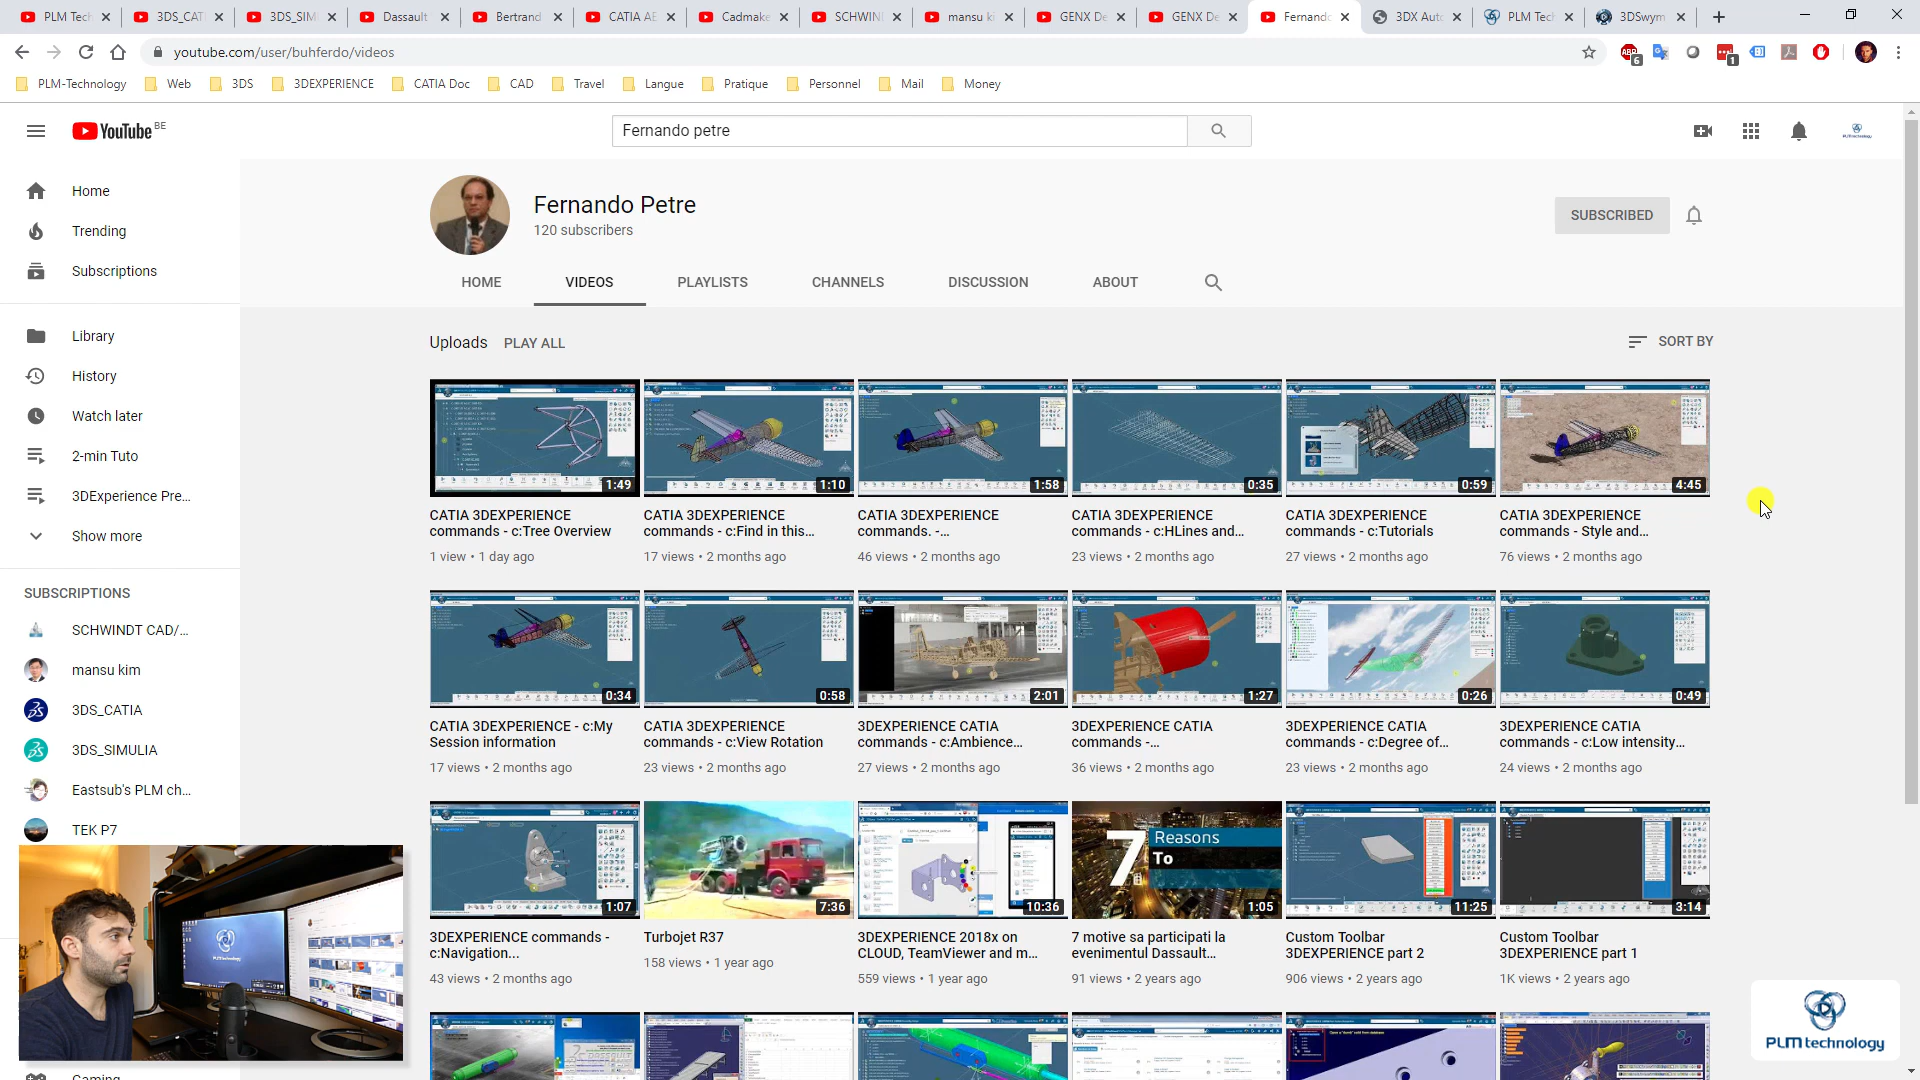 PLM Tech
3DS_CATI
3DS_SIMU
Dassault
Bertrand
CATIA AE
Cadmake
SCHWIND
mansu ki
GENX De
GENX De
Fernando
3DX Auto
PLM Tech
3DSwym
youtube.com/user/buhferdo/videos
ABP
6
1
PLM-Technology
Web
3DS
3DEXPERIENCE
CATIA Doc
CAD
Travel
Langue
Pratique
Personnel
Mail
Money
YouTube BE
Fernando petre
Home
Trending
Subscriptions
Library
History
Watch later
2-min Tuto
3DExperience Pre...
Show more
SUBSCRIPTIONS
SCHWINDT CAD/...
mansu kim
3DS_CATIA
3DS_SIMULIA
Eastsub's PLM ch...
TEK P7
Gaming
Fernando Petre
120 subscribers
SUBSCRIBED
HOME
VIDEOS
PLAYLISTS
CHANNELS
DISCUSSION
ABOUT
Uploads
PLAY ALL
SORT BY
1:49
1:10
1:58
0:35
0:59
4:45
CATIA 3DEXPERIENCE
commands - c:Tree Overview
1 view • 1 day ago
CATIA 3DEXPERIENCE
commands - c:Find in this...
17 views • 2 months ago
CATIA 3DEXPERIENCE
commands. -...
46 views • 2 months ago
CATIA 3DEXPERIENCE
commands - c:HLines and...
23 views • 2 months ago
CATIA 3DEXPERIENCE
commands - c:Tutorials
27 views • 2 months ago
CATIA 3DEXPERIENCE
commands - Style and...
76 views • 2 months ago
0:34
0:58
2:01
1:27
0:26
0:49
CATIA 3DEXPERIENCE - c:My
Session information
17 views • 2 months ago
CATIA 3DEXPERIENCE
commands - c:View Rotation
23 views • 2 months ago
3DEXPERIENCE CATIA
commands - c:Ambience...
27 views • 2 months ago
3DEXPERIENCE CATIA
commands -...
36 views • 2 months ago
3DEXPERIENCE CATIA
commands - c:Degree of...
23 views • 2 months ago
3DEXPERIENCE CATIA
commands - c:Low intensity...
24 views • 2 months ago
1:07
7:36
10:36
7 Reasons
To
1:05
11:25
3:14
3DEXPERIENCE commands -
c:Navigation...
43 views • 2 months ago
Turbojet R37
158 views • 1 year ago
3DEXPERIENCE 2018x on
CLOUD, TeamViewer and m...
559 views • 1 year ago
7 motive sa participati la
evenimentul Dassault...
91 views • 2 years ago
Custom Toolbar
3DEXPERIENCE part 2
906 views • 2 years ago
Custom Toolbar
3DEXPERIENCE part 1
1K views • 2 years ago
PLM technology
PLM technology